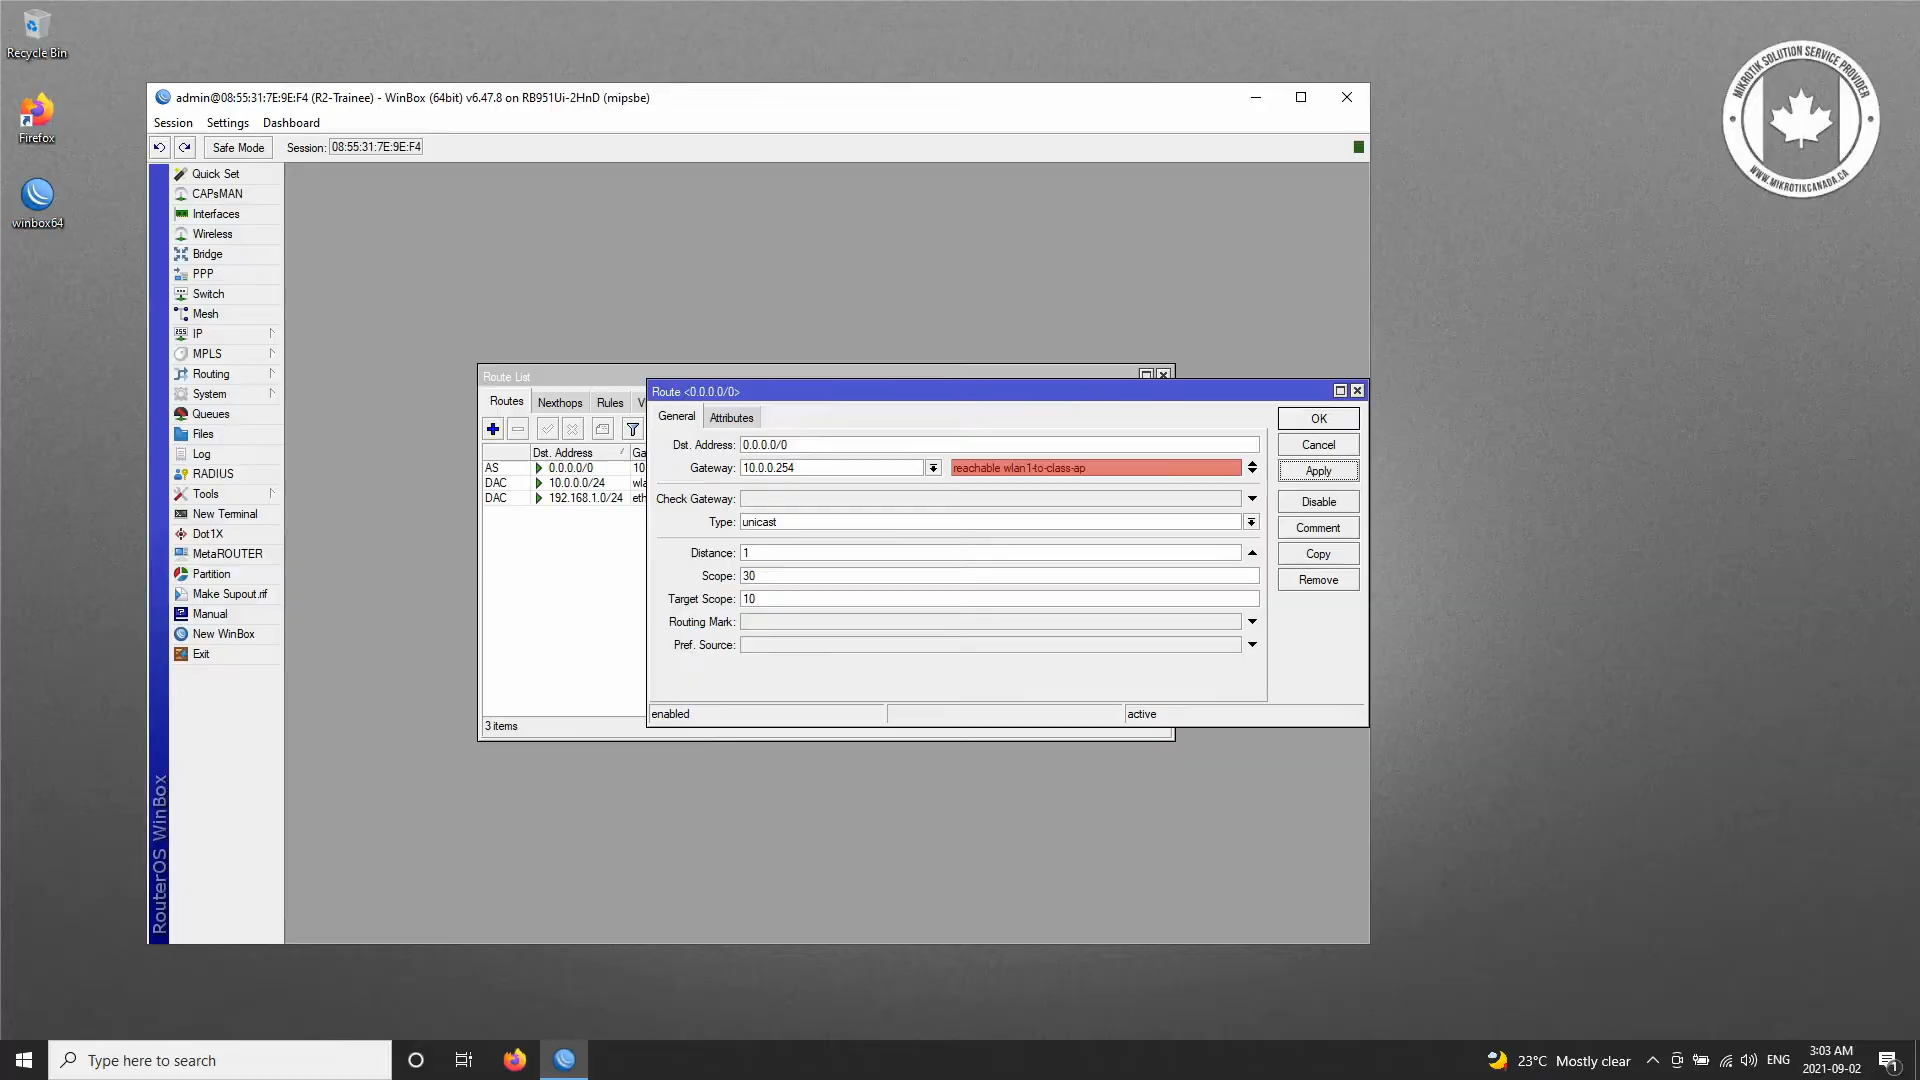 Recycle Bin
Firefox
winbox64
MIKROTIK SOLUTION SERVICE PROVIDER
WWW.MIKROTIKCANADA.CA
admin@08:55:31:7E:9E:F4 (R2-Trainee) - WinBox (64bit) v6.47.8 on RB951Ui-2HnD (mipsbe)
Session Settings Dashboard
Safe Mode Session: 08:55:31:7E:9E:F4
Quick Set
CAPsMAN
Interfaces
Wireless
Bridge
PPP
Switch
Mesh
IP
MPLS
Routing
System
Queues
Files
Log
RADIUS
Tools
New Terminal
Dot1X
MetaROUTER
Partition
Make Supout.rif
Manual
New WinBox
Exit
RouterOS WinBox
Route List
Routes Nexthops Rules V
Dst. Address Ga
AS 0.0.0.0/0 10
DAC 10.0.0.0/24 wla
DAC 192.168.1.0/24 eth
3 items
Route <0.0.0.0/0>
General Attributes
Dst. Address: 0.0.0.0/0
Gateway: 10.0.0.254 reachable wlan1-to-class-ap
Check Gateway:
Type: unicast
Distance: 1
Scope: 30
Target Scope: 10
Routing Mark:
Pref. Source:
OK
Cancel
Apply
Disable
Comment
Copy
Remove
enabled active
Type here to search
23°C Mostly clear ENG 3:03 AM
2021-09-02
1